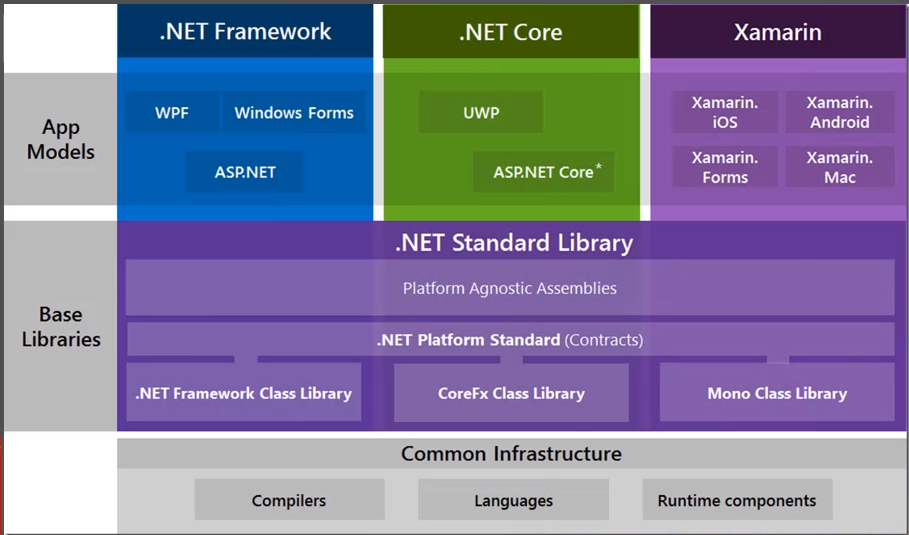 .NET Framework
.NET Core
Xamarin
App
Models
WPF
Windows Forms
ASP.NET
UWP
ASP.NET Core*
Xamarin.
iOS
Xamarin.
Android
Xamarin.
Forms
Xamarin.
Mac
Base
Libraries
.NET Standard Library
Platform Agnostic Assemblies
.NET Platform Standard (Contracts)
.NET Framework Class Library
CoreFx Class Library
Mono Class Library
Common Infrastructure
Compilers
Languages
Runtime components